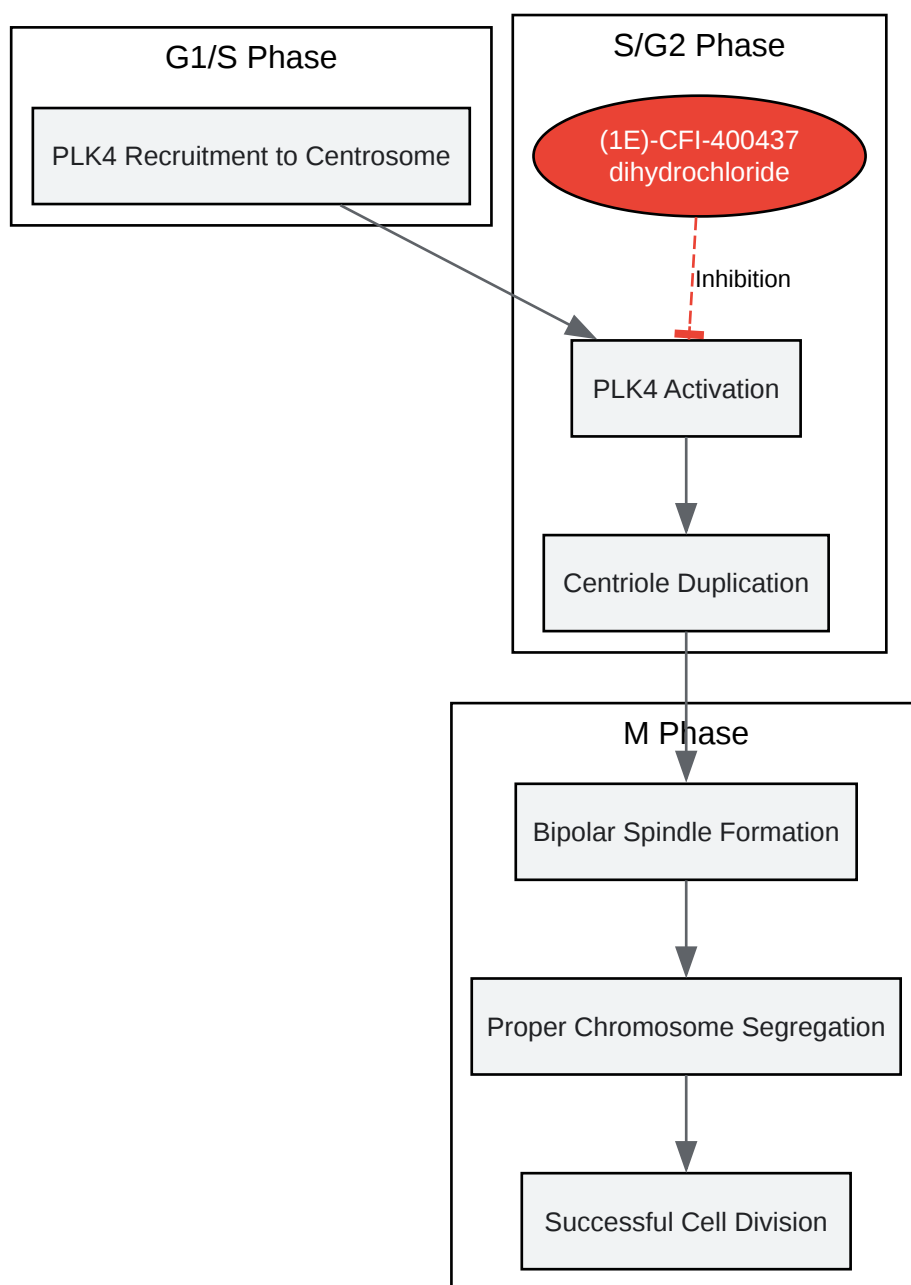 G1/S Phase
PLK4 Recruitment to Centrosome
S/G2 Phase
(1E)-CFI-400437
dihydrochloride
Inhibition
PLK4 Activation
Centriole Duplication
M Phase
Bipolar Spindle Formation
Proper Chromosome Segregation
Successful Cell Division